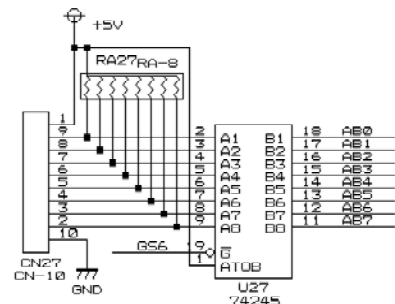 +5V
RA27 RA-8
1
9 2 A1 B1 18 AB0
8 3 A2 B2 17 AB1
7 4 A3 B3 16 AB2
6 5 A4 B4 15 AB3
5 6 A5 B5 14 AB4
4 7 A6 B6 13 AB5
3 8 A7 B7 12 AB6
2 9 A8 B8 11 AB7
10
GS6 19 G
1 ATOB
CN27
CN-10
GND
U27
74245